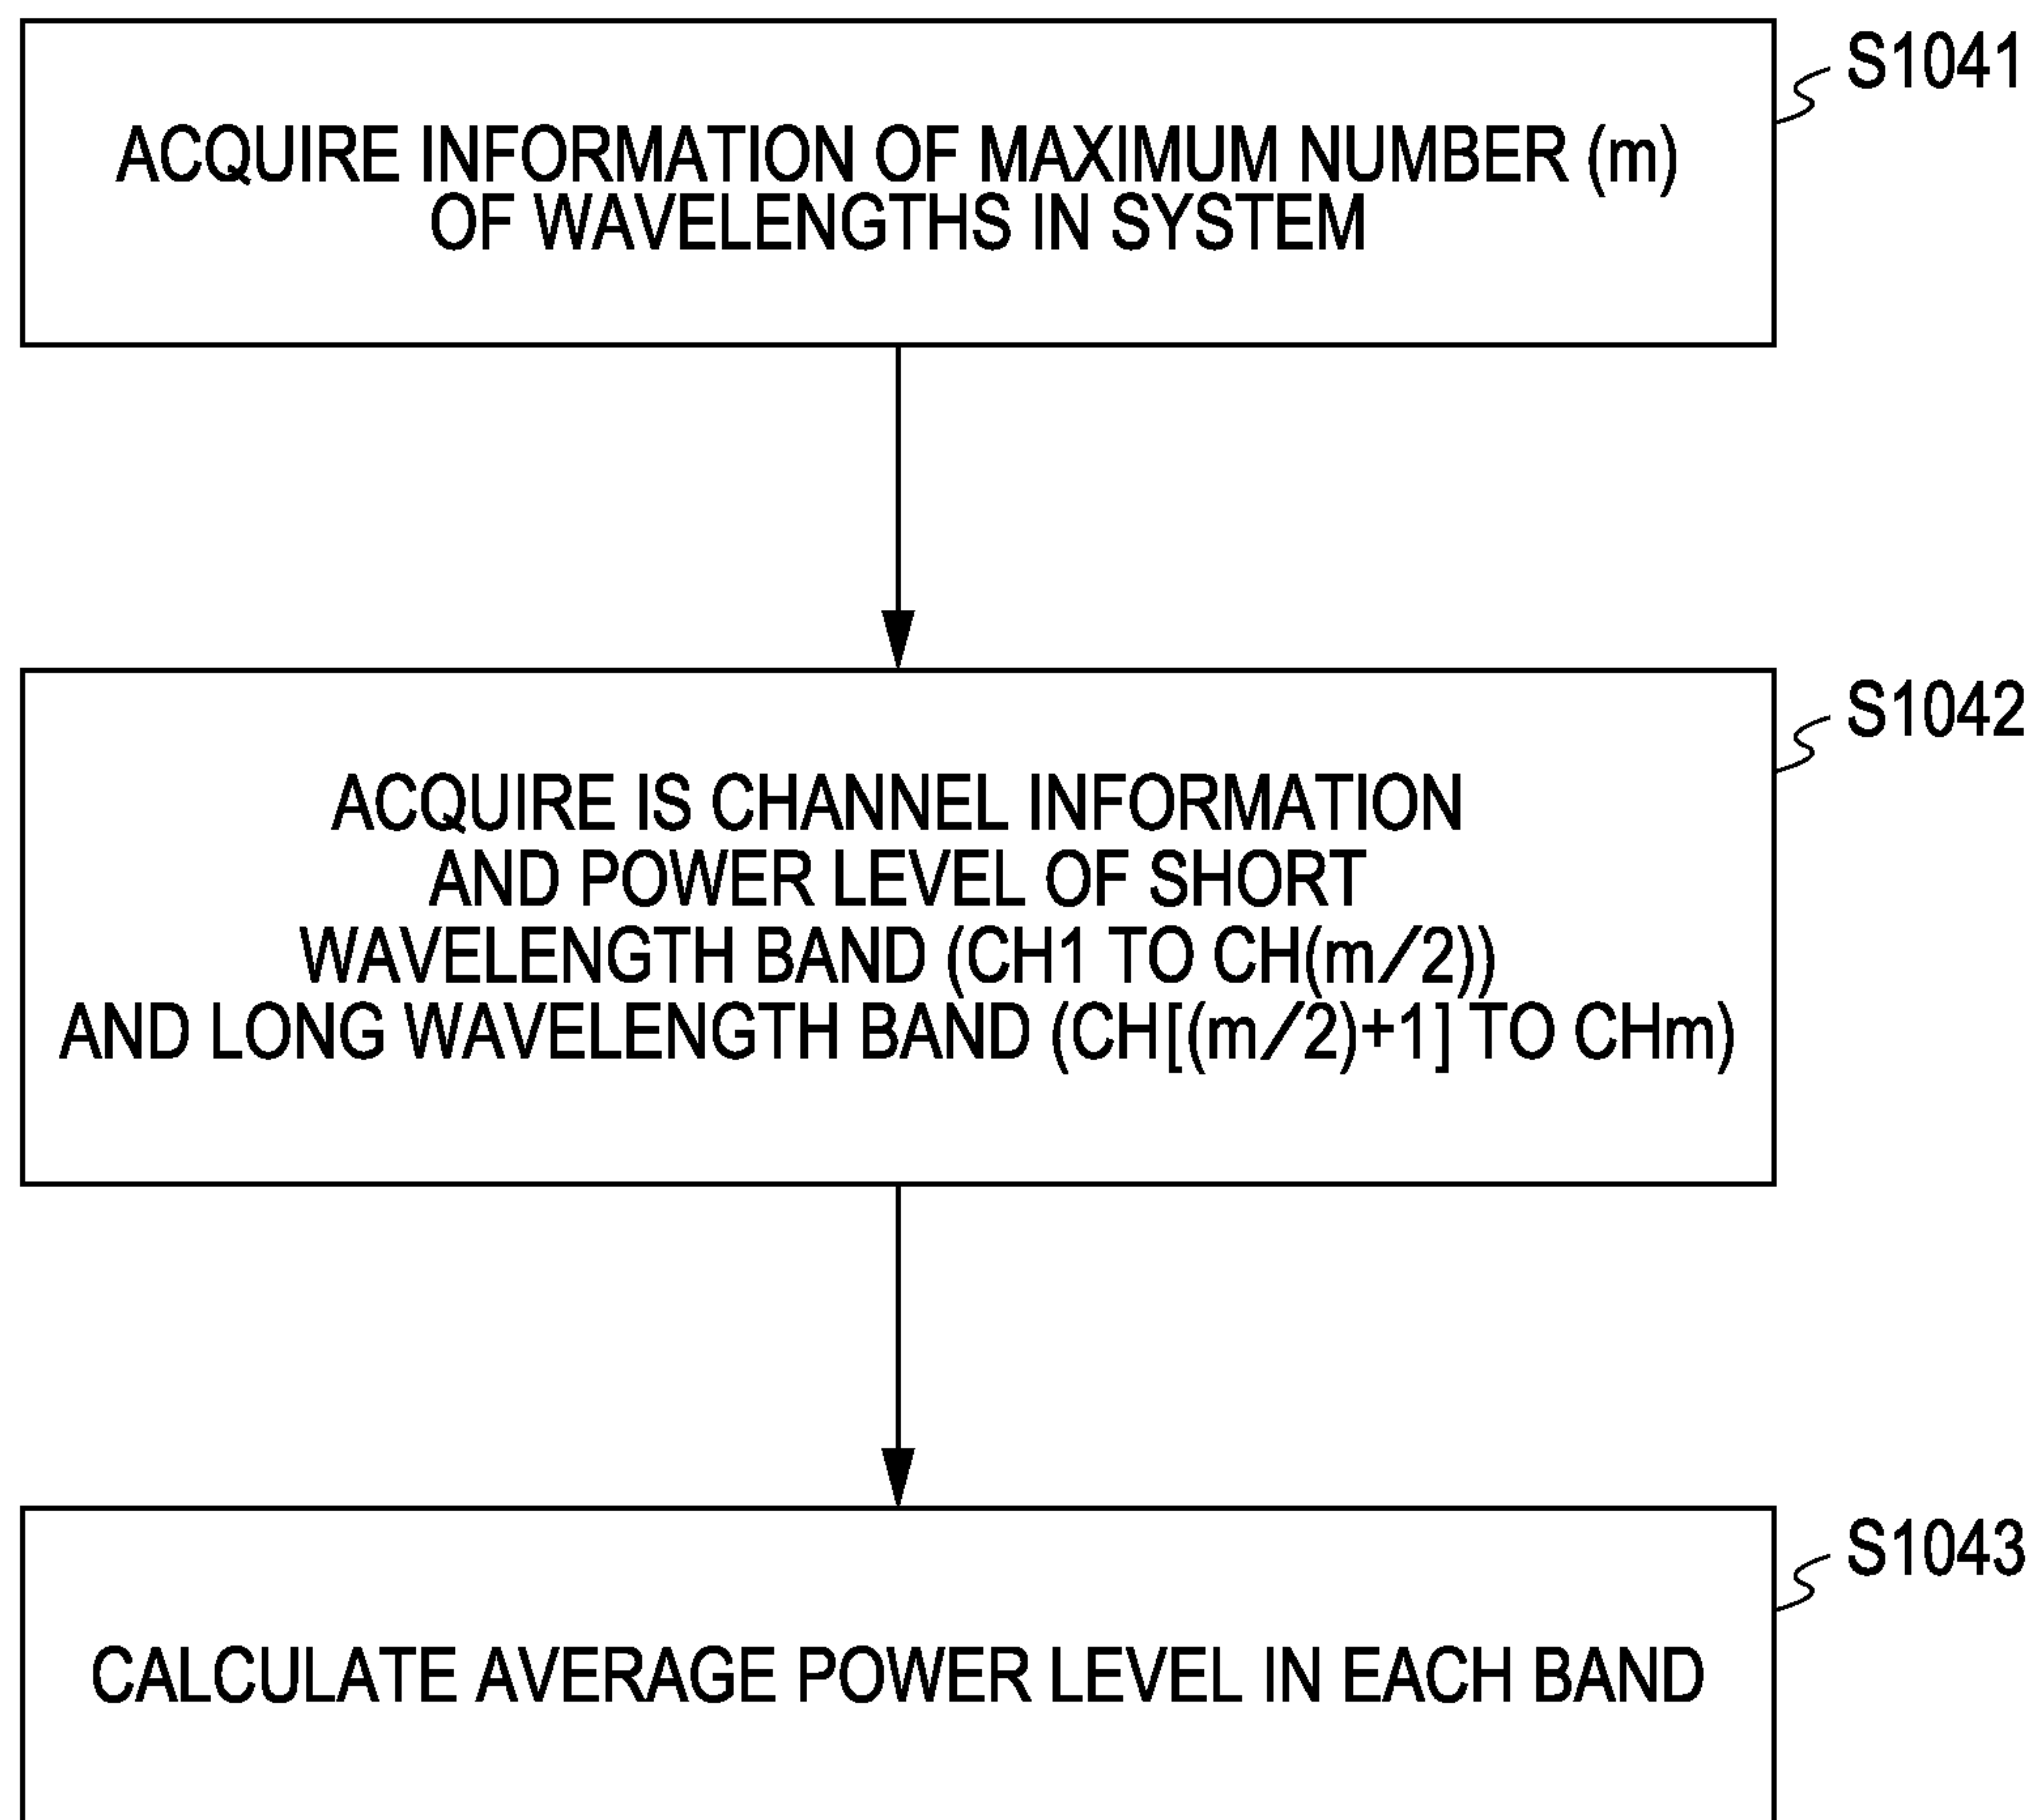 S1041
ACQUIRE INFORMATION OF MAXIMUM NUMBER (m)
OF WAVELENGTHS IN SYSTEM
S1042
ACQUIRE IS CHANNEL INFORMATION
AND POWER LEVEL OF SHORT
WAVELENGTH BAND (CH1 TO CH(m/2))
AND LONG WAVELENGTH BAND (CH[(m/2)+1] TO CHm)
S1043
CALCULATE AVERAGE POWER LEVEL IN EACH BAND